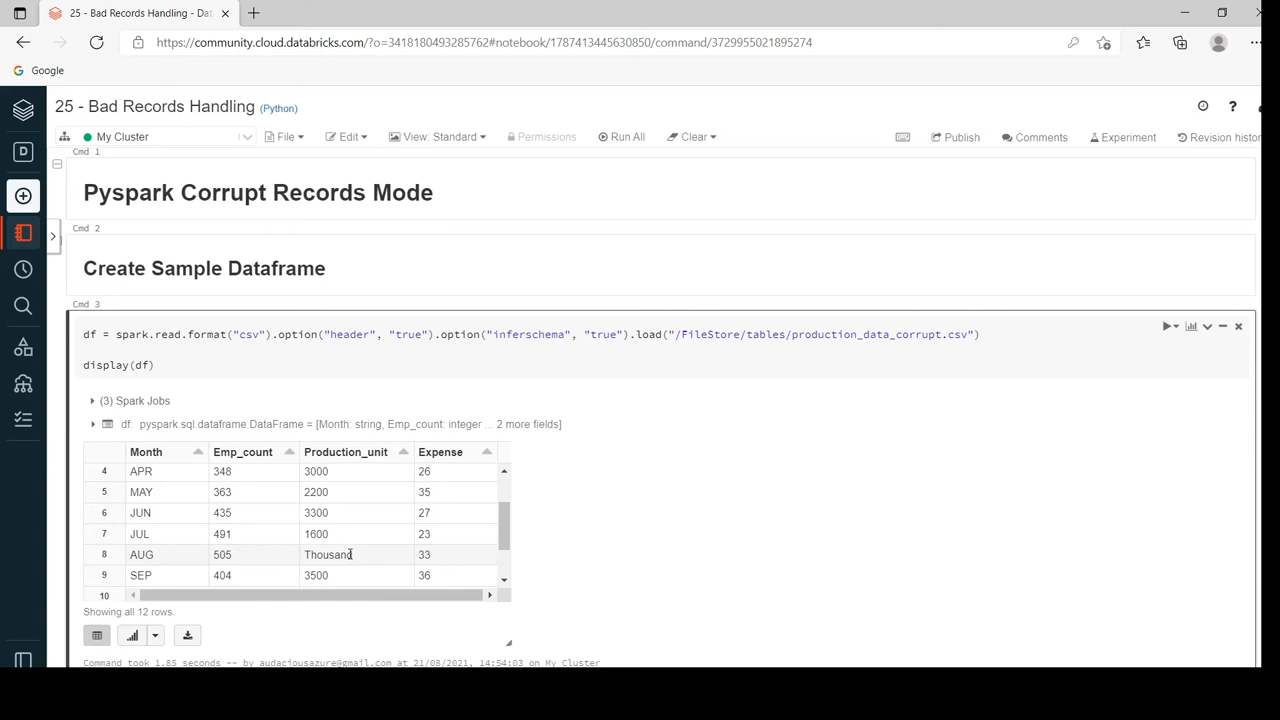 25 - Bad Records Handling - Dat
https://community.cloud.databricks.com/?o=3418180493285762#notebook/1787413445630850/command/3729955021895274
Google
25 - Bad Records Handling (Python)
My Cluster File Edit View: Standard Permissions Run All Clear Publish Comments Experiment Revision histor
Cmd 1
Pyspark Corrupt Records Mode
Cmd 2
Create Sample Dataframe
Cmd 3
df = spark.read.format("csv").option("header", "true").option("inferschema", "true").load("/FileStore/tables/production_data_corrupt.csv")
display(df)
(3) Spark Jobs
df: pyspark.sql.dataframe.DataFrame = [Month: string, Emp_count: integer ... 2 more fields]
Month Emp_count Production_unit Expense
4 APR 348 3000 26
5 MAY 363 2200 35
6 JUN 435 3300 27
7 JUL 491 1600 23
8 AUG 505 Thousand 33
9 SEP 404 3500 36
10
Showing all 12 rows.
Command took 1.85 seconds -- by audaciousazure@gmail.com at 21/08/2021, 14:54:03 on My Cluster